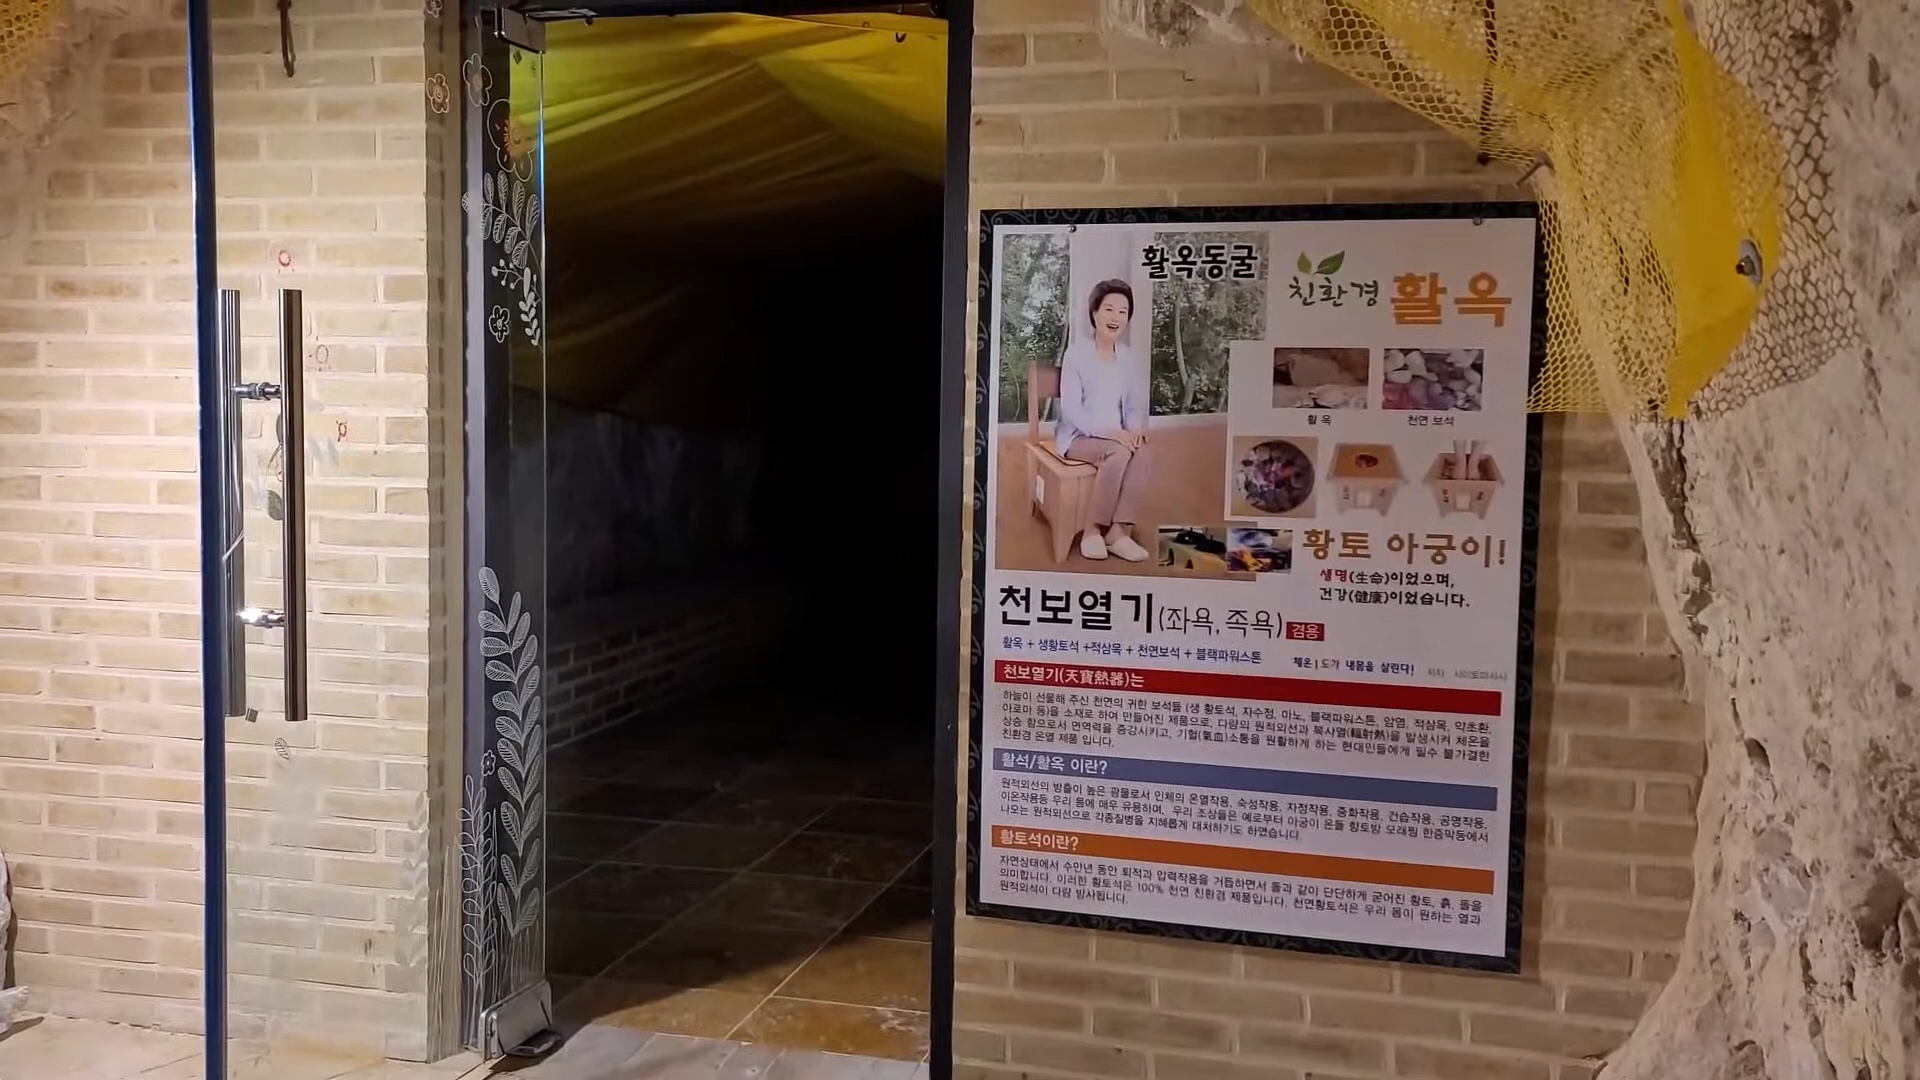 활옥동굴
친환경 활옥
활 옥
천연 보석
황토 아궁이!
생명(生命)이었으며,
건강(健康)이었습니다.
천보열기(좌욕, 족욕) 겸용
활옥 + 생황토석 +적삼목 + 천연보석 + 블랙파워스톤
체온 1도가 내몸을 살린다!
천보열기(天寶熱器)는
하늘이 선물해 주신 천연의 귀한 보석들 (생 황토석, 자수정, 마노, 블랙파워스톤, 암염, 적삼목, 약초환,
아로마 등)을 소재로 하여 만들어진 제품으로, 다량의 원적외선과 복사열(輻射熱)을 발생시켜 체온을
상승 함으로서 면역력을 증강시키고, 기혈(氣血)소통을 원활하게 하는 현대인들에게 필수 불가결한
친환경 온열 제품 입니다.
활석/활옥 이란?
원적외선의 방출이 높은 광물로서 인체의 온열작용, 숙성작용, 자정작용, 중화작용, 건습작용, 공명작용,
이온작용등 우리 몸에 매우 유용하며, 우리 조상들은 예로부터 아궁이 온돌 황토방 모래찜 한증막등에서
나오는 원적외선으로 각종질병을 지혜롭게 대처하기도 하였습니다.
황토석이란?
자연상태에서 수만년 동안 퇴적과 압력작용을 거듭하면서 돌과 같이 단단하게 굳어진 황토, 흙, 돌을
의미합니다. 이러한 황토석은 100% 천연 친환경 제품입니다. 천연황토석은 우리 몸이 원하는 열과
원적외석이 다량 방사됩니다.